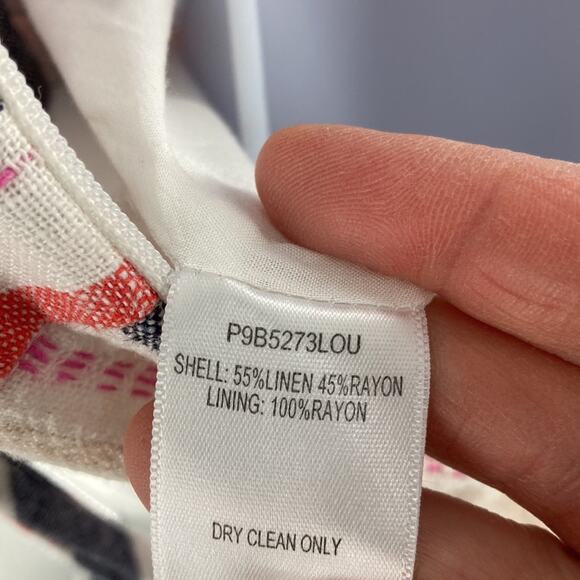 P9B5273LOU
SHELL: 55%LINEN 45%RAYON
LINING: 100%RAYON
DRY CLEAN ONLY